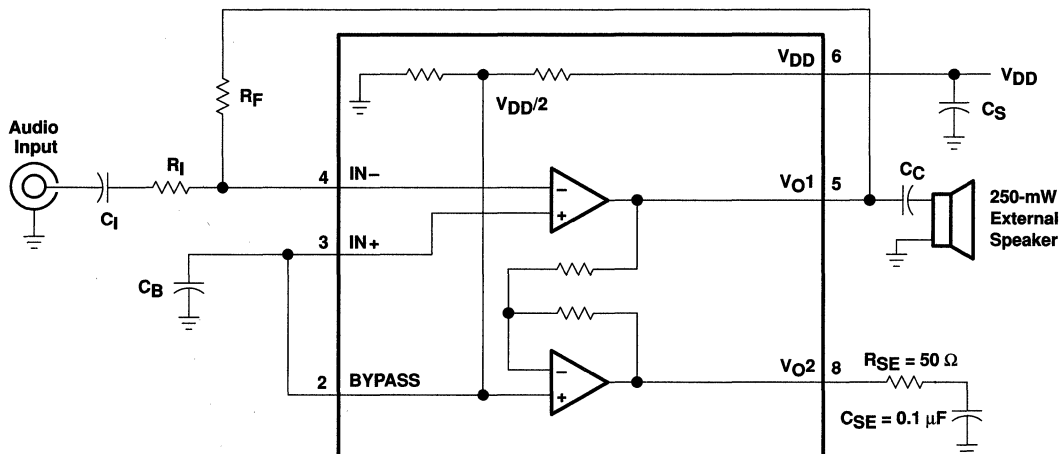 V_DD 6
V_DD
R_F
V_DD/2
C_S
Audio
Input
R_I
4 IN–
V_O1 5
C_C
C_I
250-mW
External
Speaker
3 IN+
C_B
2 BYPASS
V_O2 8
R_SE = 50 Ω
C_SE = 0.1 μF